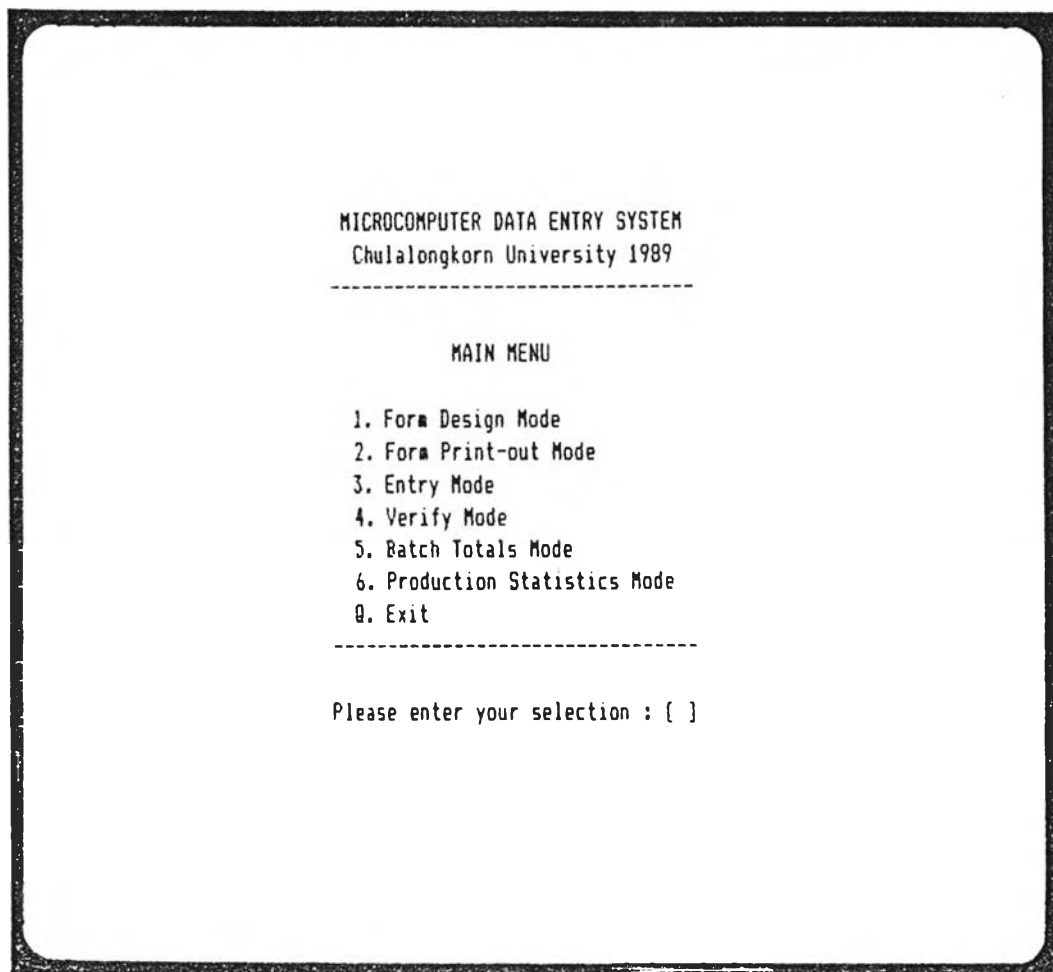 MICROCOMPUTER DATA ENTRY SYSTEM
Chulalongkorn University 1989
---------------------------------
MAIN MENU
1. Form Design Mode
2. Form Print-out Mode
3. Entry Mode
4. Verify Mode
5. Batch Totals Mode
6. Production Statistics Mode
Q. Exit
---------------------------------
Please enter your selection : [ ]